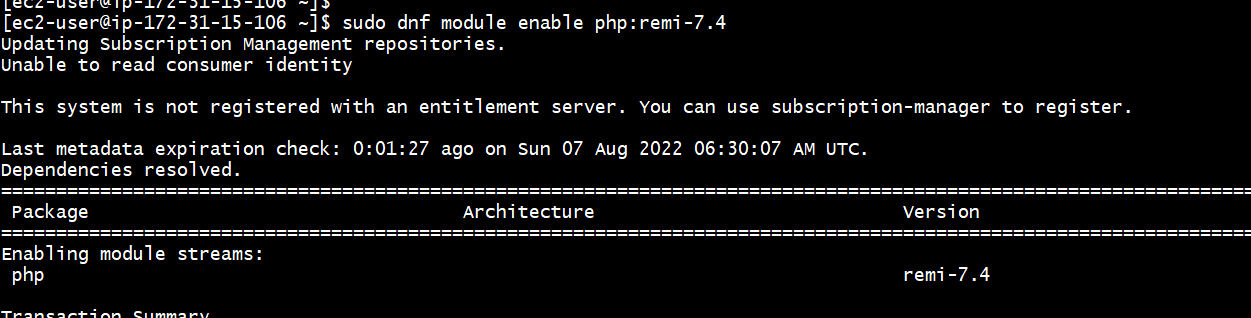 [ec2-user@ip-172-31-15-106 ~]$
[ec2-user@ip-172-31-15-106 ~]$ sudo dnf module enable php:remi-7.4
Updating Subscription Management repositories.
Unable to read consumer identity
This system is not registered with an entitlement server. You can use subscription-manager to register.
Last metadata expiration check: 0:01:27 ago on Sun 07 Aug 2022 06:30:07 AM UTC.
Dependencies resolved.
================================================================================
Package Architecture Version
================================================================================
Enabling module streams:
php remi-7.4
Transaction Summary